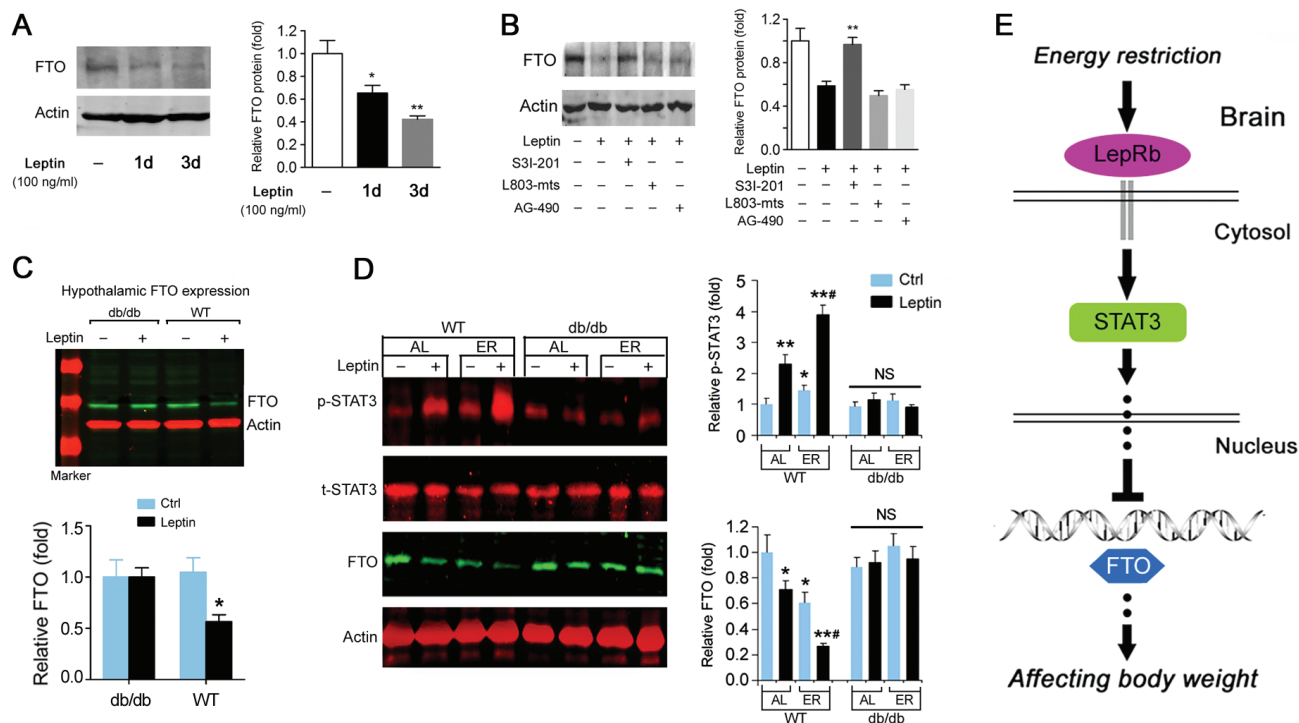 A
FTO
Actin
Leptin – 1d 3d
(100 ng/ml)
Relative FTO protein (fold)
1.2
1.0
0.8
0.6
0.4
0.2
0.0
*
**
Leptin – 1d 3d
(100 ng/ml)
B
FTO
Actin
Leptin – + + + +
S3I-201 – – + – –
L803-mts – – – + –
AG-490 – – – – +
Relative FTO protein (fold)
1.2
1.0
0.6
0.2
0.0
**
Leptin – + + + +
S3I-201 – – + – –
L803-mts – – – + –
AG-490 – – – – +
C
Hypothalamic FTO expression
db/db WT
Leptin – + – +
FTO
Actin
Marker
Ctrl
Leptin
Relative FTO (fold)
1.5
1.0
0.5
0.0
*
db/db WT
D
WT db/db
AL ER AL ER
Leptin – + – + – + – +
p-STAT3
t-STAT3
FTO
Actin
Ctrl
Leptin
Relative p-STAT3 (fold)
5
4
3
2
1
0
** * **# NS
AL ER
WT db/db
AL ER
Relative FTO (fold)
1.2
1.0
0.8
0.6
0.4
0.2
0.0
* * **# NS
AL ER AL ER
WT db/db
E
Energy restriction
Brain
LepRb
Cytosol
STAT3
Nucleus
FTO
Affecting body weight